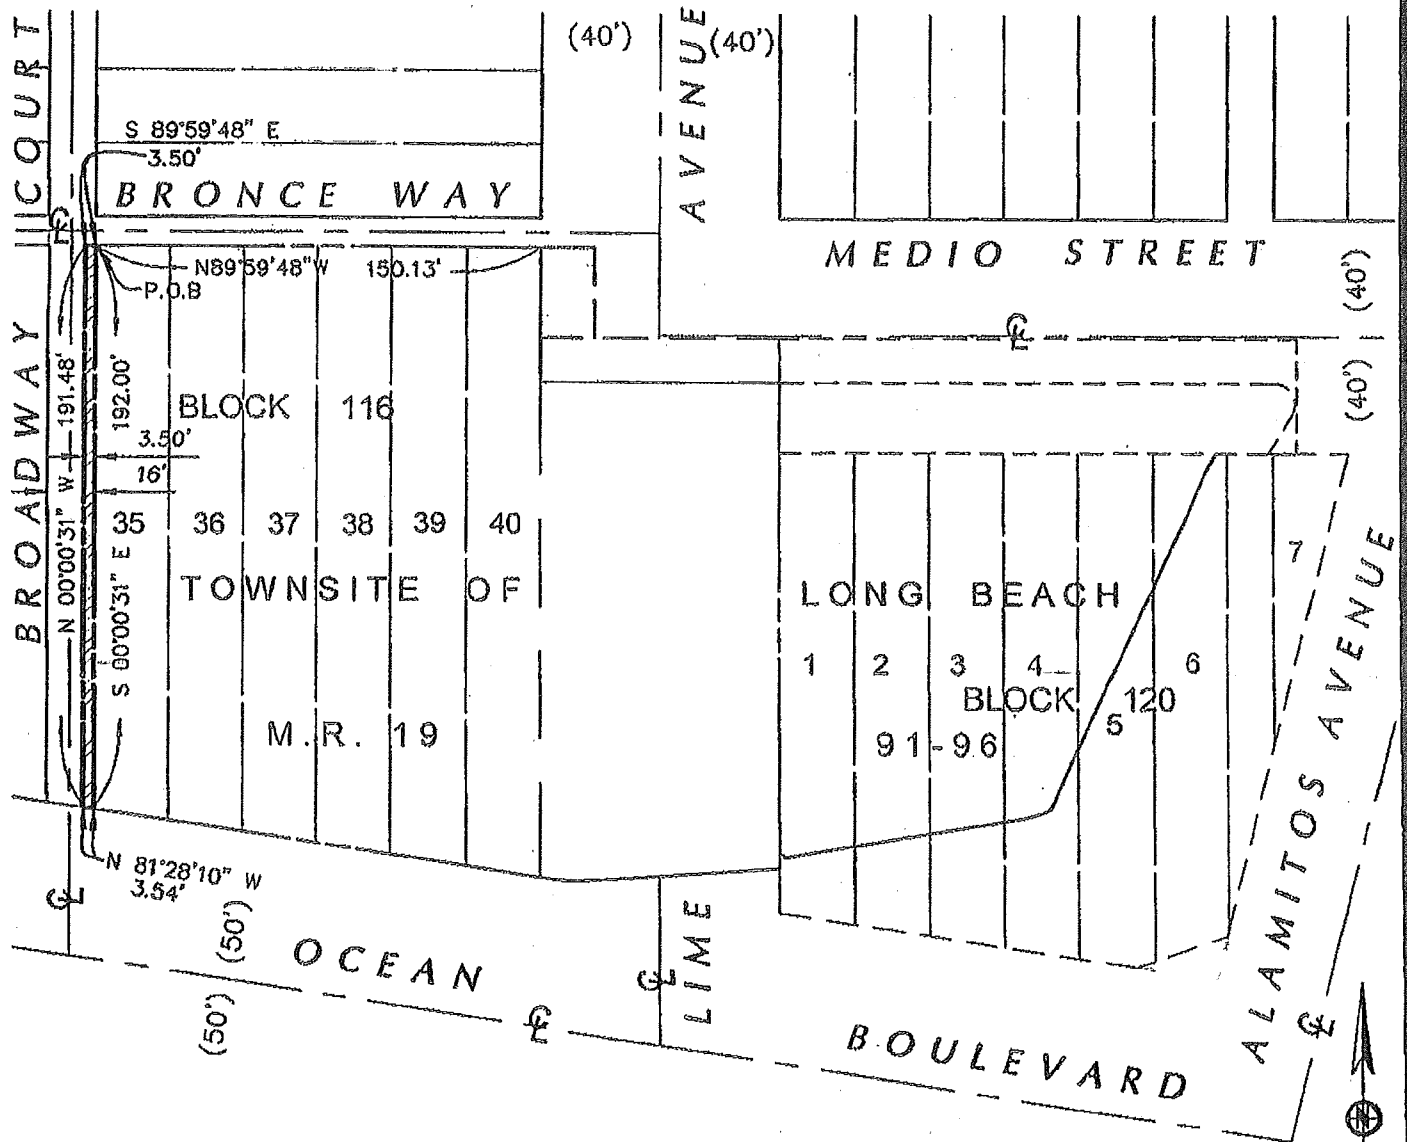 (40')
AVENUE
(40')
COURT
S 89°59'48" E
3.50'
BRONCE WAY
℄
N89°59'48"W 150.13'
P.O.B
MEDIO STREET
(40')
℄
(40')
BROADWAY
N 00°00'31" W 191.48'
192.00'
S 00°00'31" E
BLOCK 116
3.50'
16'
35 36 37 38 39 40
TOWNSITE OF
LONG BEACH
7
1 2 3 4 6
BLOCK 120
5
M.R. 19
91-96
ALAMITOS AVENUE
N 81°28'10" W
3.54'
℄
(50')
OCEAN
(50')
℄
℄
LIME
BOULEVARD
℄
N